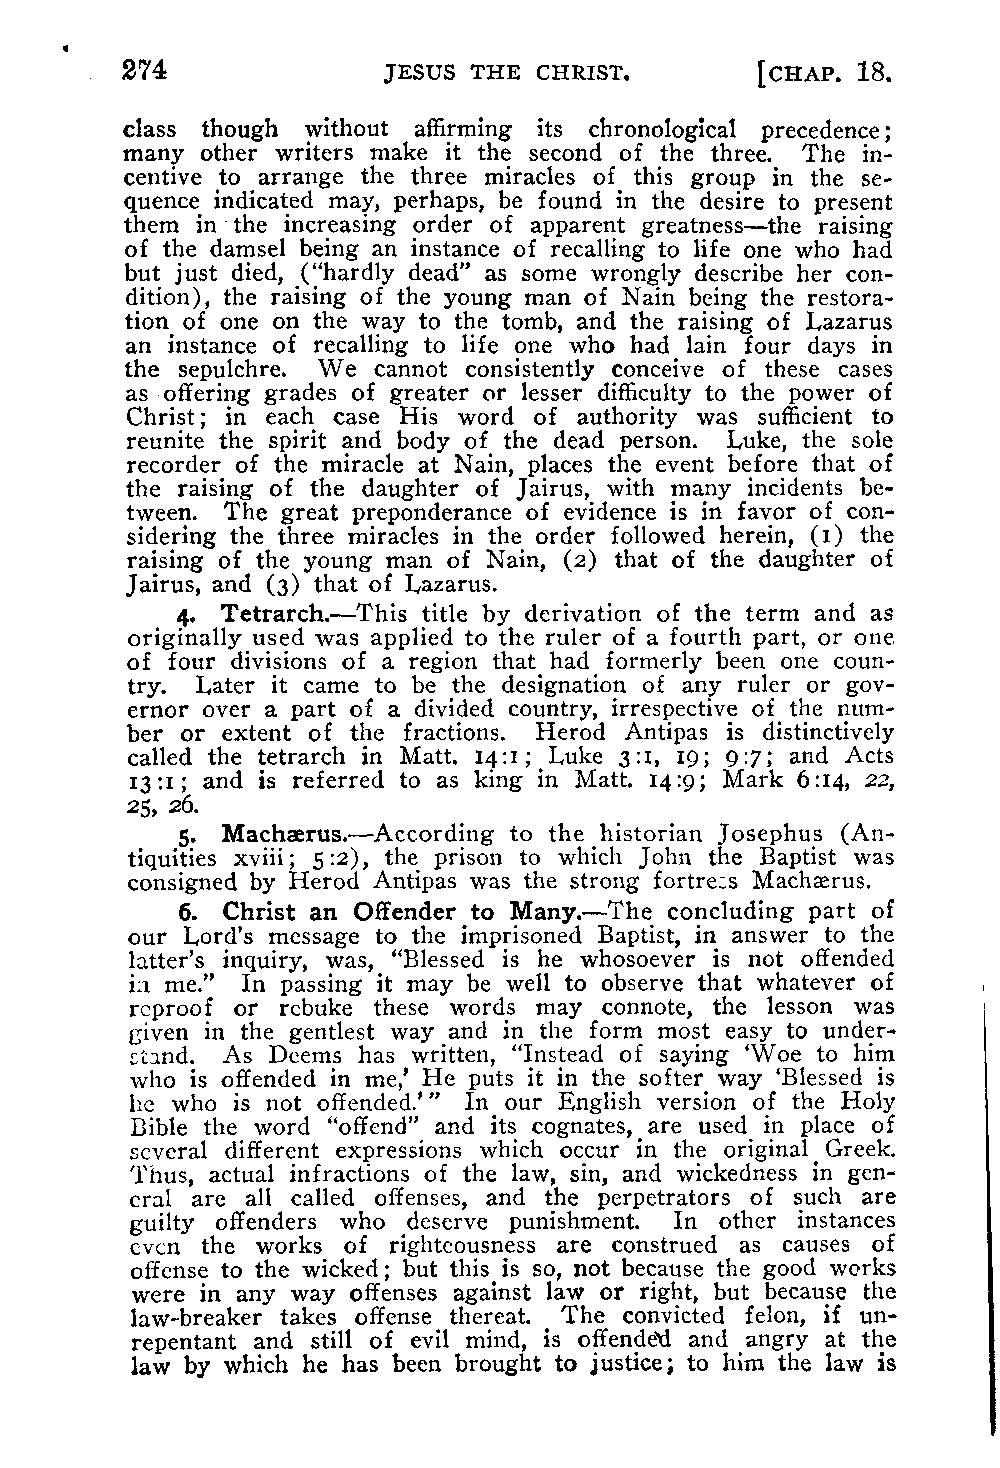 274 JESUS THE CHRIST. [CHAP. 18.
class though without affirming its chronological precedence;
many other writers make it the second of the three. The in-
centive to arrange the three miracles of this group in the se-
quence indicated may, perhaps, be found in the desire to present
them in the increasing order of apparent greatness—the raising
of the damsel being an instance of recalling to life one who had
but just died, ("hardly dead" as some wrongly describe her con-
dition), the raising of the young man of Nain being the restora-
tion of one on the way to the tomb, and the raising of Lazarus
an instance of recalling to life one who had lain four days in
the sepulchre. We cannot consistently conceive of these cases
as offering grades of greater or lesser difficulty to the power of
Christ; in each case His word of authority was sufficient to
reunite the spirit and body of the dead person. Luke, the sole
recorder of the miracle at Nain, places the event before that of
the raising of the daughter of Jairus, with many incidents be-
tween. The great preponderance of evidence is in favor of con-
sidering the three miracles in the order followed herein, (1) the
raising of the young man of Nain, (2) that of the daughter of
Jairus, and (3) that of Lazarus.
4. Tetrarch.—This title by derivation of the term and as
originally used was applied to the ruler of a fourth part, or one
of four divisions of a region that had formerly been one coun-
try. Later it came to be the designation of any ruler or gov-
ernor over a part of a divided country, irrespective of the num-
ber or extent of the fractions. Herod Antipas is distinctively
called the tetrarch in Matt. 14:1; Luke 3:1, 19; 9:7; and Acts
13:1; and is referred to as king in Matt. 14:9; Mark 6:14, 22,
25, 26.
5. Machærus.—According to the historian Josephus (An-
tiquities xviii; 5:2), the prison to which John the Baptist was
consigned by Herod Antipas was the strong fortress Machærus.
6. Christ an Offender to Many.—The concluding part of
our Lord's message to the imprisoned Baptist, in answer to the
latter's inquiry, was, "Blessed is he whosoever is not offended
in me." In passing it may be well to observe that whatever of
reproof or rebuke these words may connote, the lesson was
given in the gentlest way and in the form most easy to under-
stand. As Deems has written, "Instead of saying 'Woe to him
who is offended in me,' He puts it in the softer way 'Blessed is
he who is not offended.'" In our English version of the Holy
Bible the word "offend" and its cognates, are used in place of
several different expressions which occur in the original Greek.
Thus, actual infractions of the law, sin, and wickedness in gen-
eral are all called offenses, and the perpetrators of such are
guilty offenders who deserve punishment. In other instances
even the works of righteousness are construed as causes of
offense to the wicked; but this is so, not because the good works
were in any way offenses against law or right, but because the
law-breaker takes offense thereat. The convicted felon, if un-
repentant and still of evil mind, is offended and angry at the
law by which he has been brought to justice; to him the law is